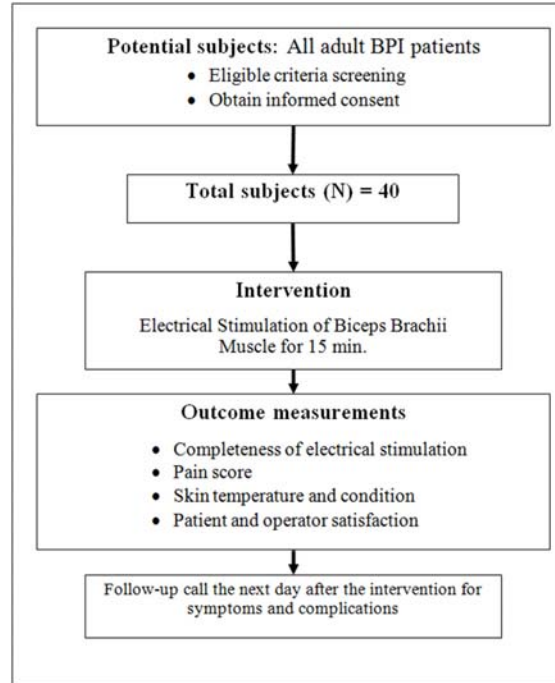 Potential subjects: All adult BPI patients
• Eligible criteria screening
• Obtain informed consent
Total subjects (N) = 40
Intervention
Electrical Stimulation of Biceps Brachii
Muscle for 15 min.
Outcome measurements
• Completeness of electrical stimulation
• Pain score
• Skin temperature and condition
• Patient and operator satisfaction
Follow-up call the next day after the intervention for
symptoms and complications